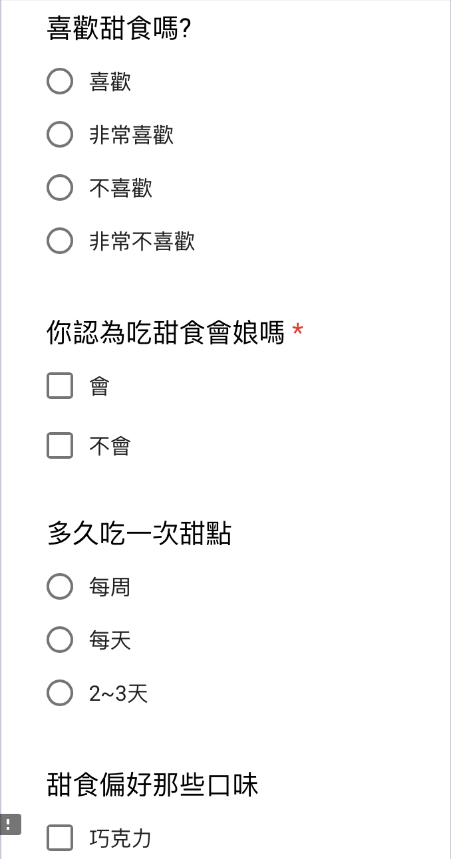 喜歡甜食嗎?
喜歡
非常喜歡
不喜歡
非常不喜歡
你認為吃甜食會娘嗎 *
會
不會
多久吃一次甜點
每周
每天
2~3天
甜食偏好那些口味
!
巧克力